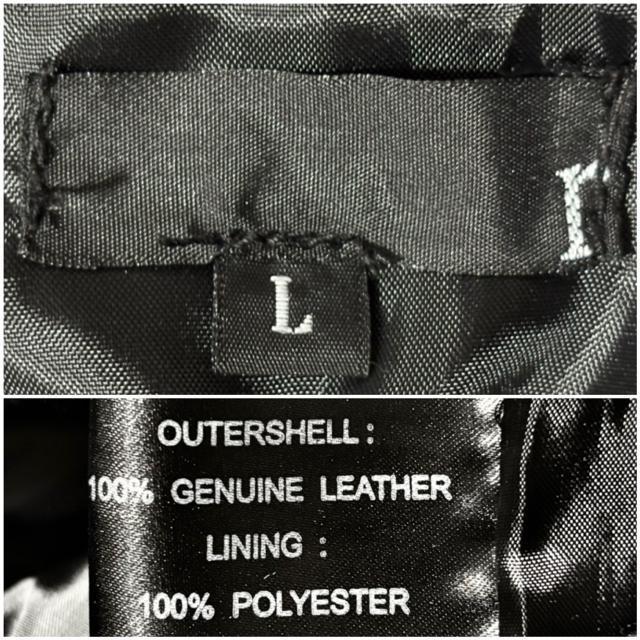 r
L
OUTERSHELL:
100% GENUINE LEATHER
LINING :
100% POLYESTER